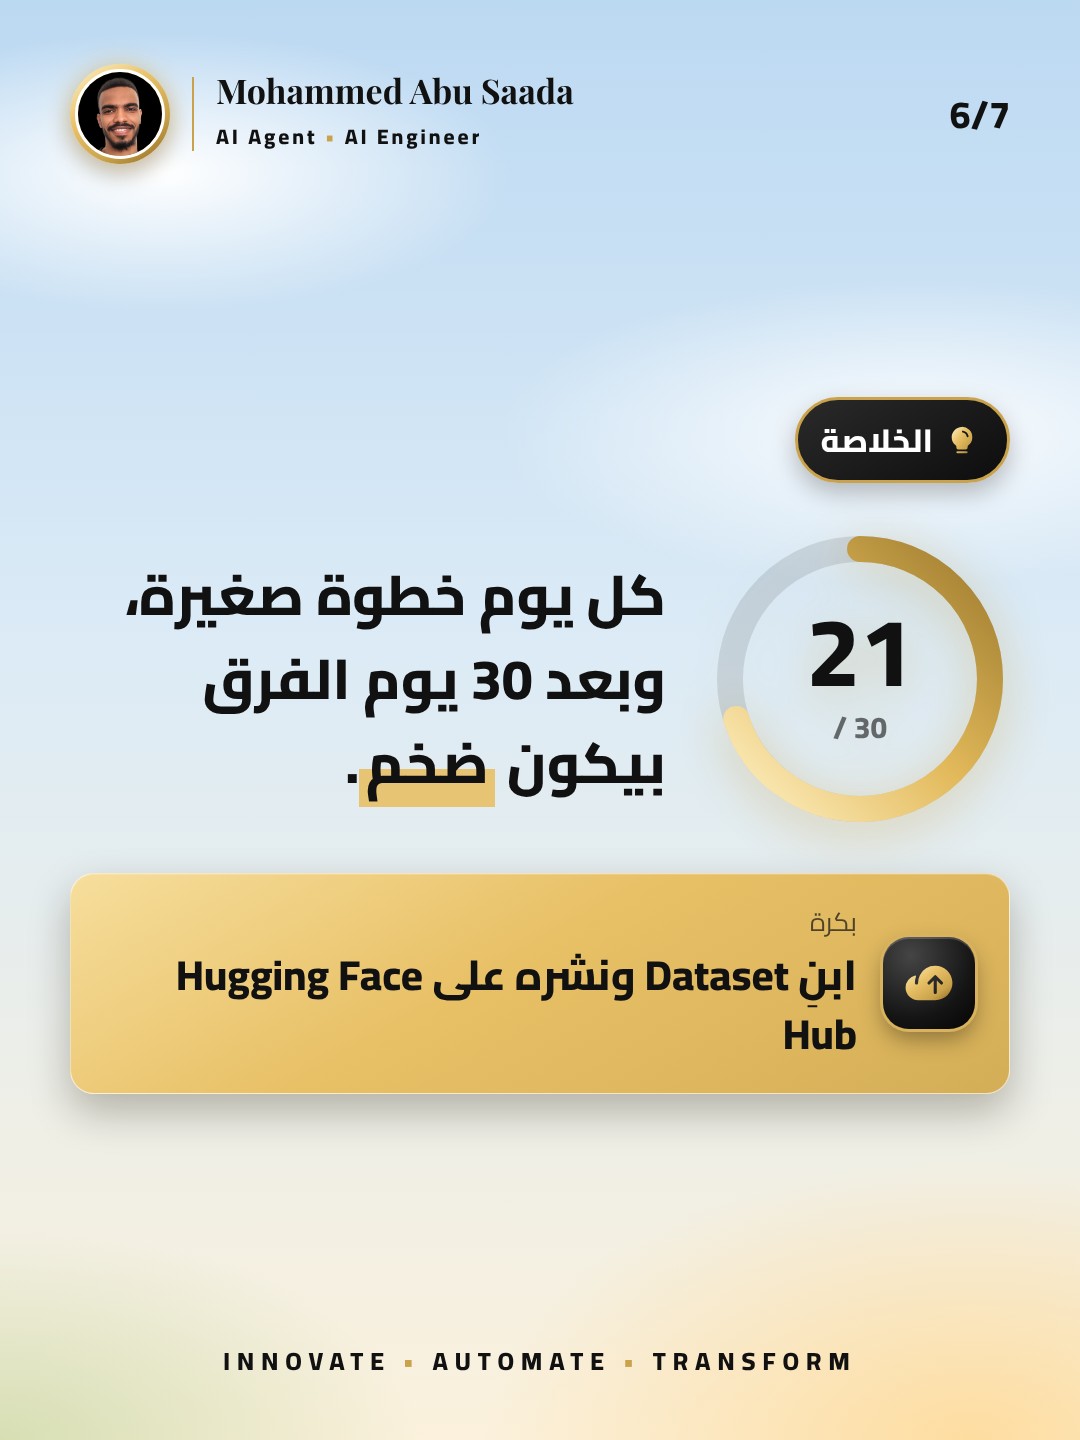 Mohammed Abu Saada
AI Agent ▪ AI Engineer
6/7
الخلاصة
كل يوم خطوة صغيرة،
وبعد 30 يوم الفرق
بيكون ضخم.
21
/ 30
بكرة
ابنِ Dataset ونشره على Hugging Face
Hub
INNOVATE ▪ AUTOMATE ▪ TRANSFORM